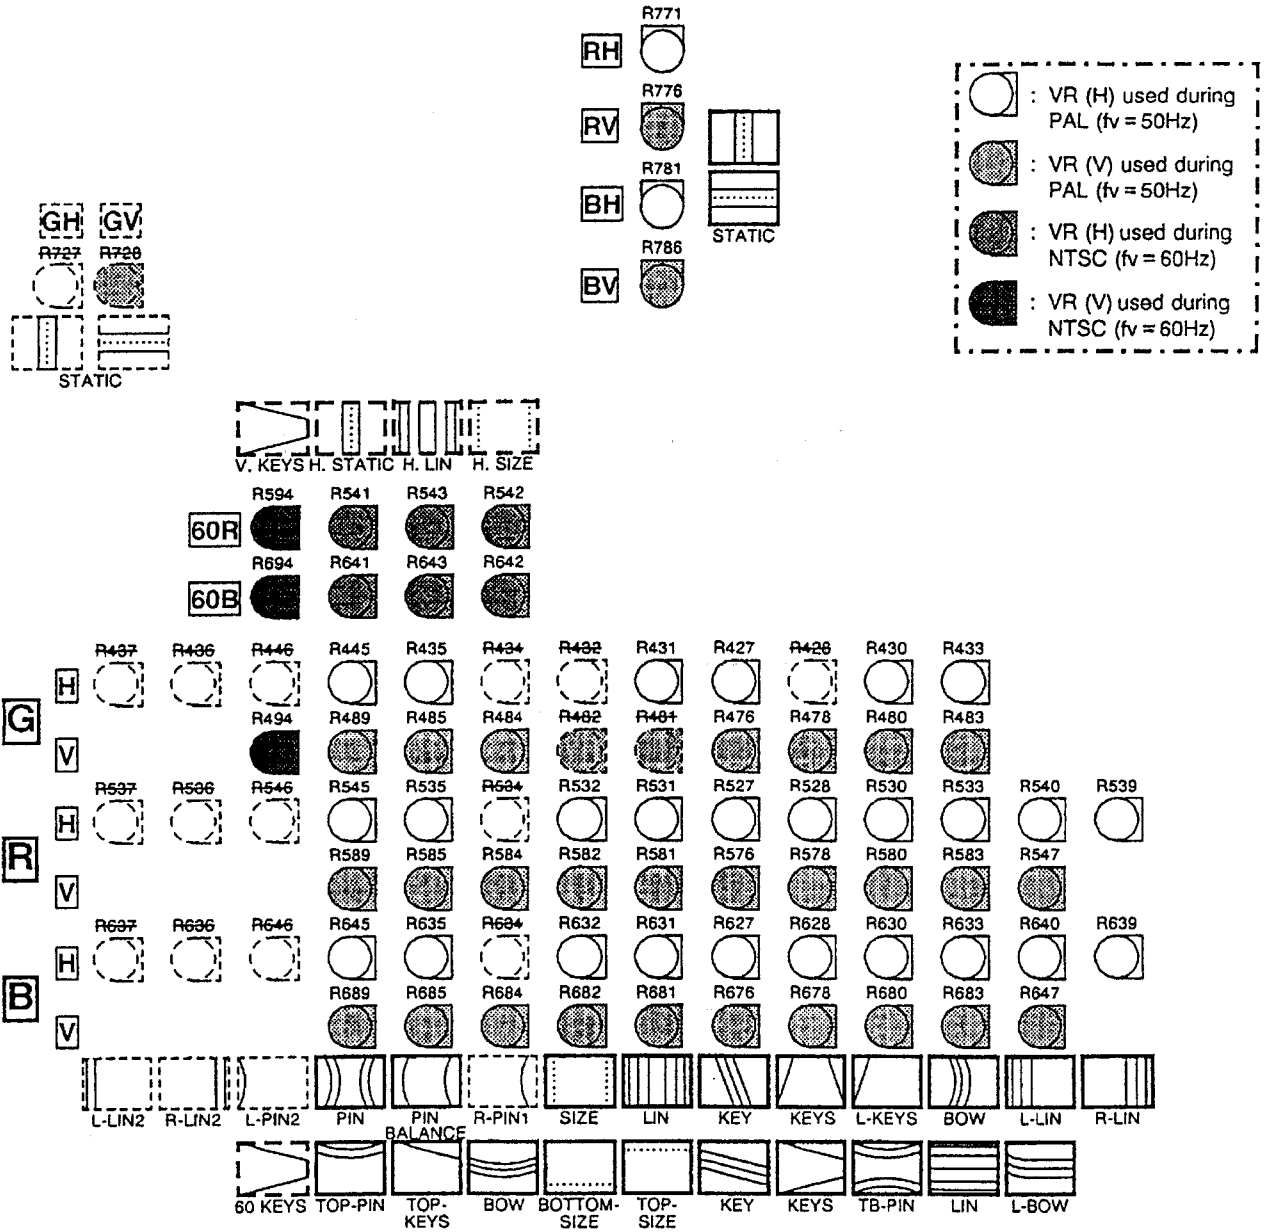 R771
RH
R776
RV
R781
BH
STATIC
R786
BV
: VR (H) used during
PAL (fv = 50Hz)
: VR (V) used during
PAL (fv = 50Hz)
: VR (H) used during
NTSC (fv = 60Hz)
: VR (V) used during
NTSC (fv = 60Hz)
GH GV
R727 R728
STATIC
V. KEYS H. STATIC H. LIN H. SIZE
R594 R541 R543 R542
60R
R694 R641 R643 R642
60B
R437 R436 R446 R445 R435 R434 R432 R431 R427 R428 R430 R433
H
G
R494 R489 R485 R484 R482 R481 R476 R478 R480 R483
V
R537 R536 R546 R545 R535 R534 R532 R531 R527 R528 R530 R533 R540 R539
H
R
R589 R585 R584 R582 R581 R576 R578 R580 R583 R547
V
R637 R636 R646 R645 R635 R634 R632 R631 R627 R628 R630 R633 R640 R639
H
B
R689 R685 R684 R682 R681 R676 R678 R680 R683 R647
V
L-LIN2 R-LIN2 L-PIN2 PIN PIN R-PIN1 SIZE LIN KEY KEYS L-KEYS BOW L-LIN R-LIN
BALANCE
60 KEYS TOP-PIN TOP- BOW BOTTOM- TOP- KEY KEYS TB-PIN LIN L-BOW
KEYS SIZE SIZE